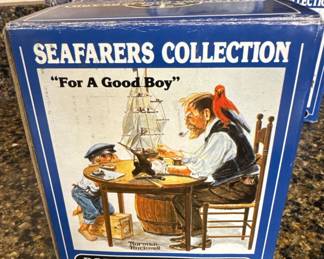 SEAFARERS COLLECTION
"For A Good Boy"
Norman
Rockwell